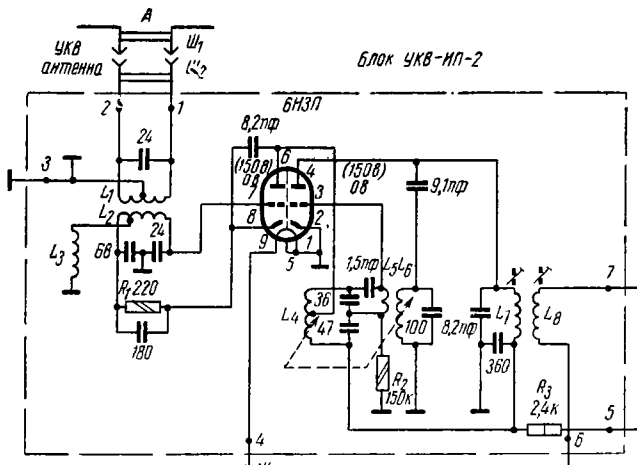 А
УКВ
антенна
Ш₁
Ш₂
Блок УКВ-ИП-2
2
1
24
3
L₁
L₂
L₃
68
24
R₁ 220
180
6Н3П
8,2пф
(150В)
0В
6
4
(150В)
0В
7
3
8
2
9
5
1
9,1пф
1,5пф
L₅
L₆
L₄
36
47
100
8,2пф
R₂
150к
L₇
360
L₈
7
R₃
2,4к
5
4
6